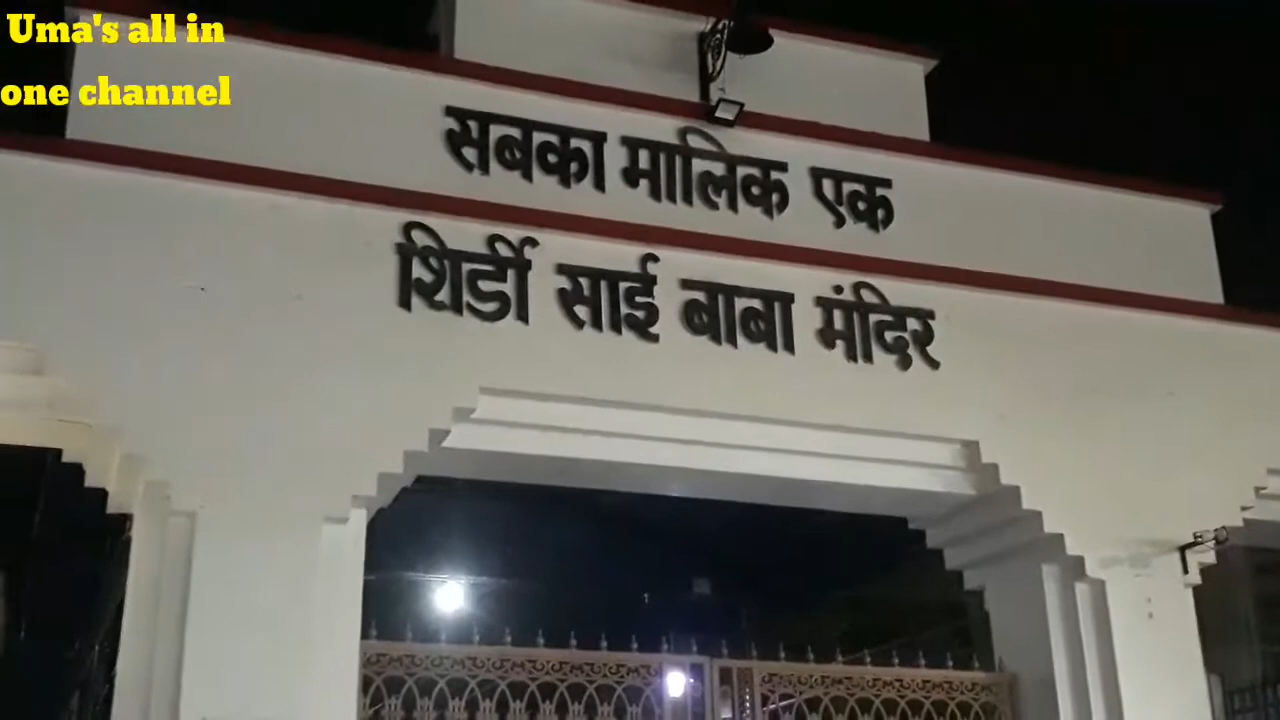 Uma's all in
one channel
सबका मालिक एक
शिर्डी साई बाबा मंदिर